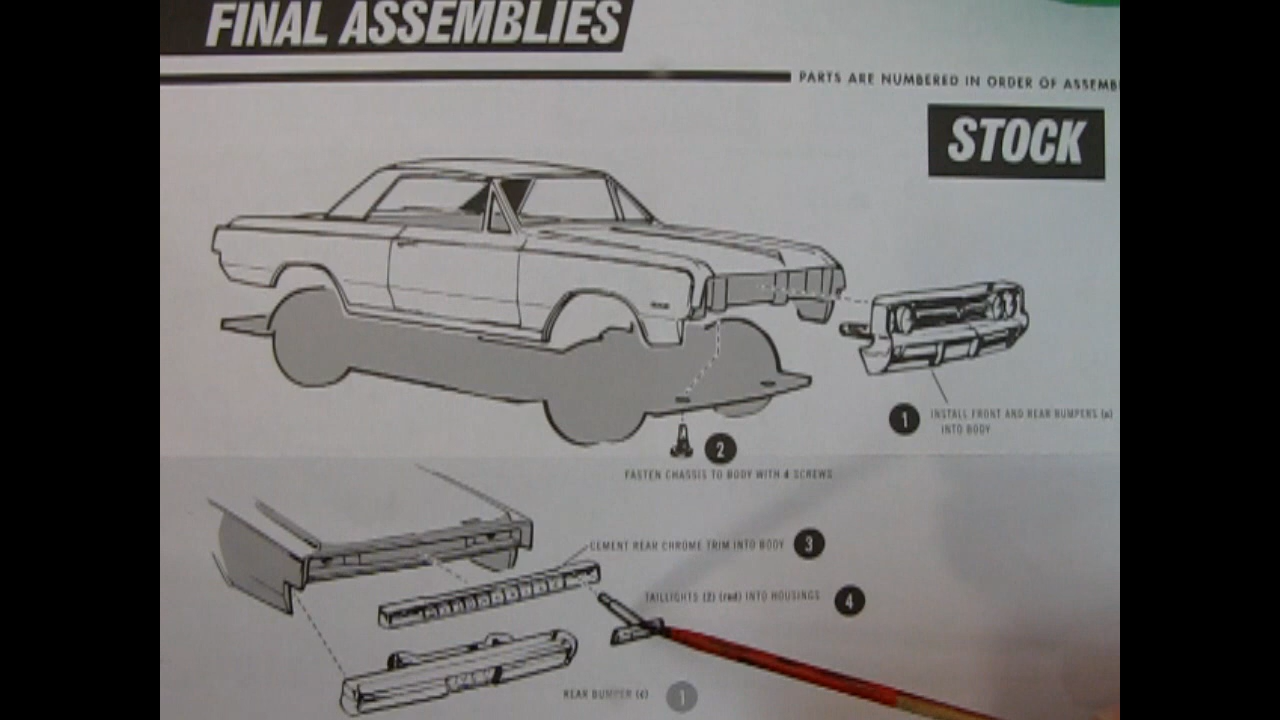 FINAL ASSEMBLIES
PARTS ARE NUMBERED IN ORDER OF ASSEMB
STOCK
1 INSTALL FRONT AND REAR BUMPERS (c)
INTO BODY
2
FASTEN CHASSIS TO BODY WITH 4 SCREWS
CEMENT REAR CHROME TRIM INTO BODY 3
TAILLIGHTS (2) (red) INTO HOUSINGS 4
REAR BUMPER (c) 1